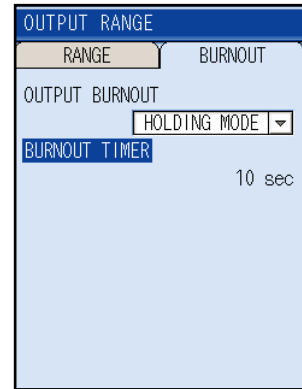 OUTPUT RANGE
RANGE BURNOUT
OUTPUT BURNOUT
HOLDING MODE
BURNOUT TIMER
10 sec